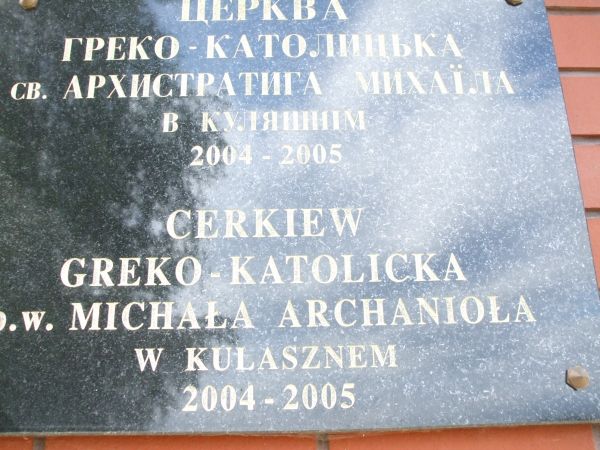 ЦЕРКВА
ГРЕКО-КАТОЛИЦЬКА
СВ. АРХИСТРАТИГА МИХАЇЛА
В КУЛЯШНІМ
2004-2005
CERKIEW
GREKO-KATOLICKA
p.w. MICHAŁA ARCHANIOŁA
W KULASZNEM
2004-2005